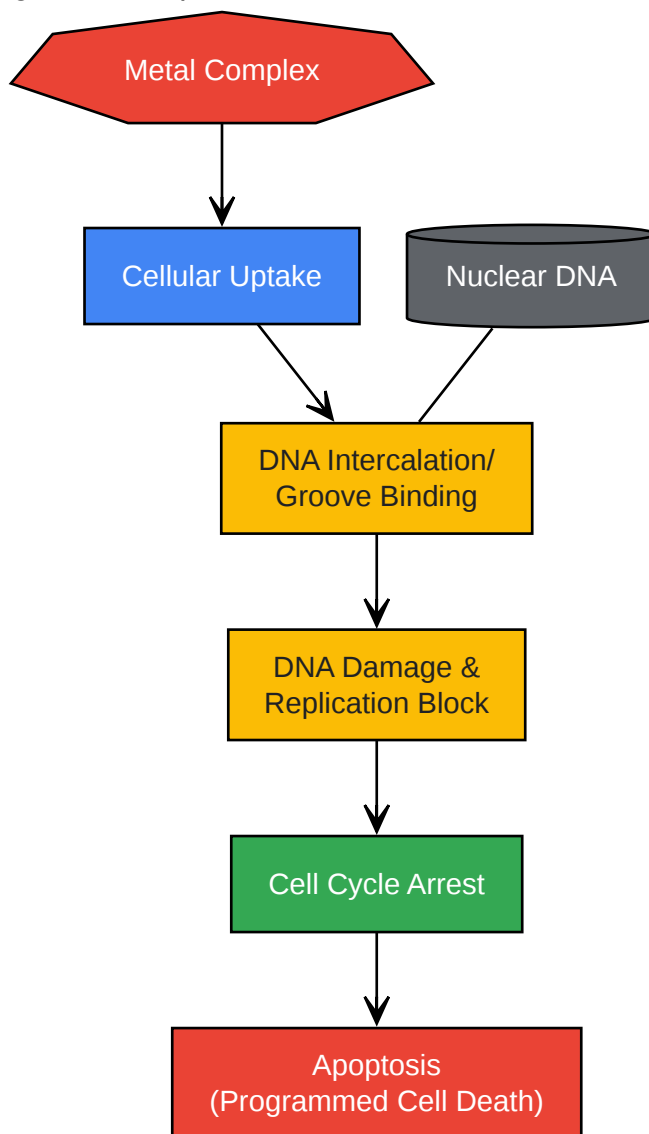 Metal Complex
Cellular Uptake
Nuclear DNA
DNA Intercalation/
Groove Binding
DNA Damage &
Replication Block
Cell Cycle Arrest
Apoptosis
(Programmed Cell Death)